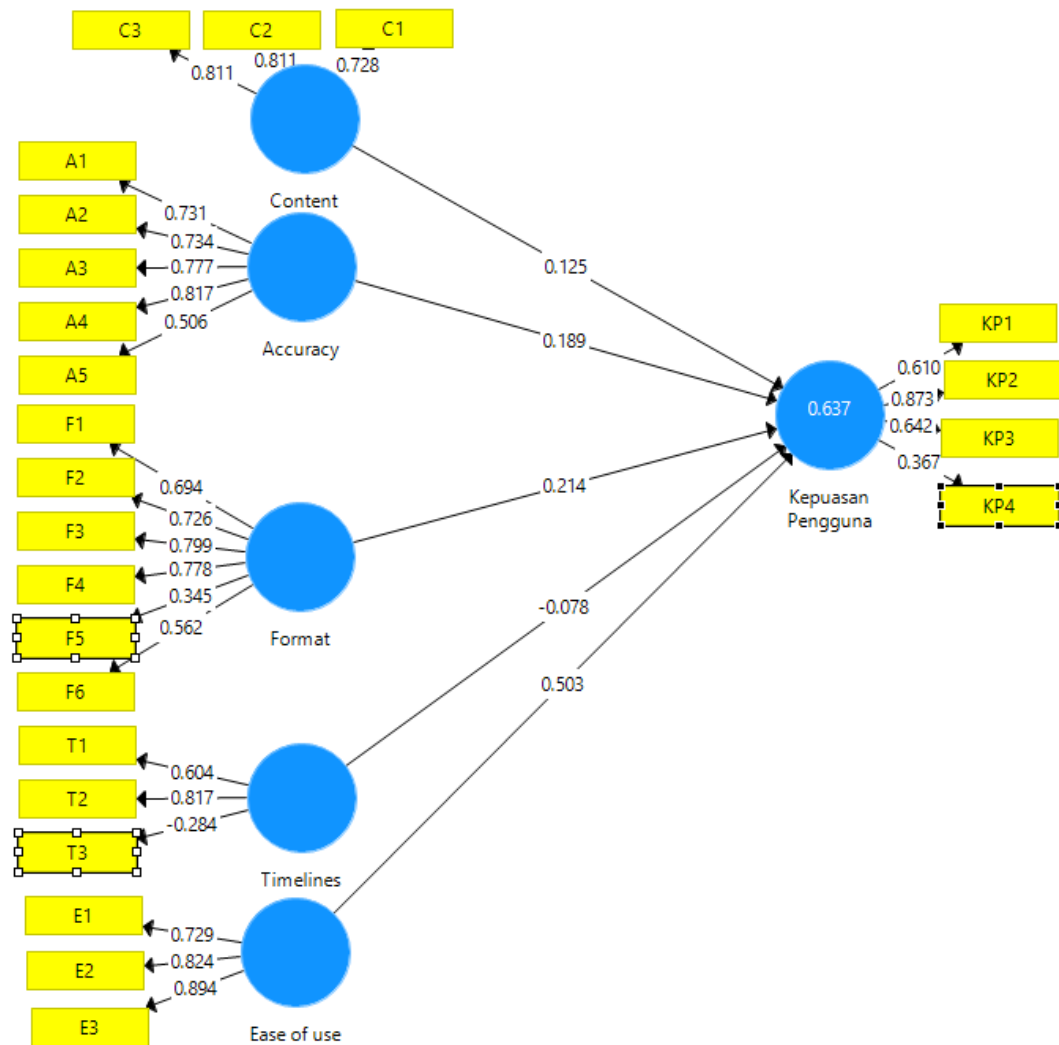 C3
C2
C1
0.811
0.811
0.728
Content
A1
A2
A3
A4
A5
0.731
0.734
0.777
0.817
0.506
Accuracy
F1
F2
F3
F4
F5
F6
0.694
0.726
0.799
0.778
0.345
0.562
Format
T1
T2
T3
0.604
0.817
-0.284
Timelines
E1
E2
E3
0.729
0.824
0.894
Ease of use
0.125
0.189
0.214
-0.078
0.503
0.637
Kepuasan
Pengguna
0.610
0.873
0.642
0.367
KP1
KP2
KP3
KP4